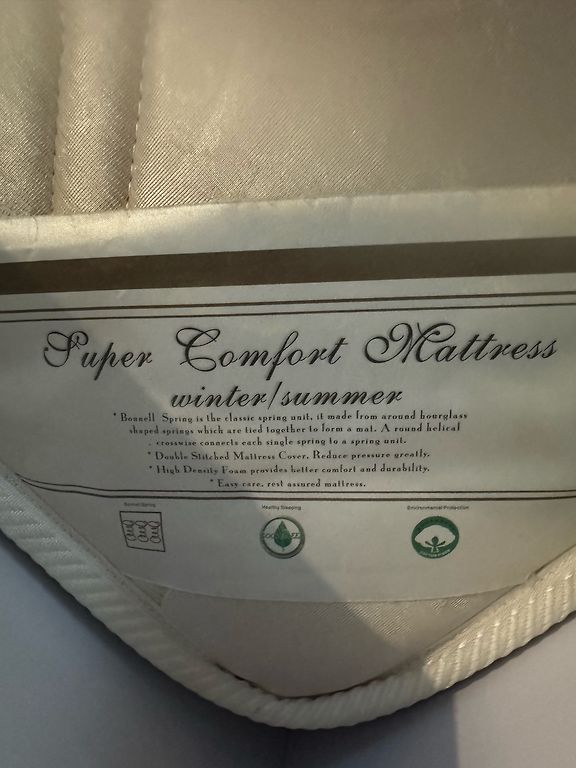 Super Comfort Mattress
winter/summer
* Bonnell Spring is the classic spring unit, it made from around hourglass
shaped springs which are tied together to form a mat. A round helical
crosswise connects each single spring to a spring unit.
* Double Stitched Mattress Cover. Reduce pressure greatly.
* High Density Foam provides better comfort and durability.
* Easy care, rest assured mattress.
Bonnell Spring
Healthy Sleeping
Environmental Protection